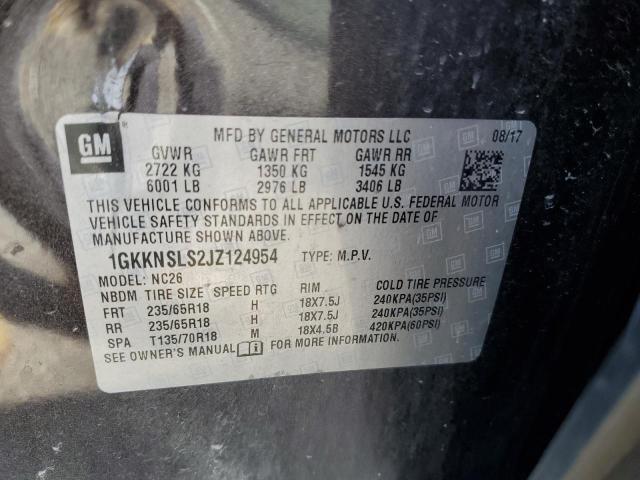 GM
MFD BY GENERAL MOTORS LLC 08/17
GVWR GAWR FRT GAWR RR
2722 KG 1350 KG 1545 KG
6001 LB 2976 LB 3406 LB
THIS VEHICLE CONFORMS TO ALL APPLICABLE U.S. FEDERAL MOTOR
VEHICLE SAFETY STANDARDS IN EFFECT ON THE DATE OF
MANUFACTURE SHOWN ABOVE.
1GKKNSLS2JZ124954 TYPE: M.P.V.
MODEL: NC26
NBDM TIRE SIZE SPEED RTG RIM COLD TIRE PRESSURE
FRT 235/65R18 H 18X7.5J 240KPA(35PSI)
RR 235/65R18 H 18X7.5J 240KPA(35PSI)
SPA T135/70R18 M 18X4.5B 420KPA(60PSI)
SEE OWNER'S MANUAL FOR MORE INFORMATION.